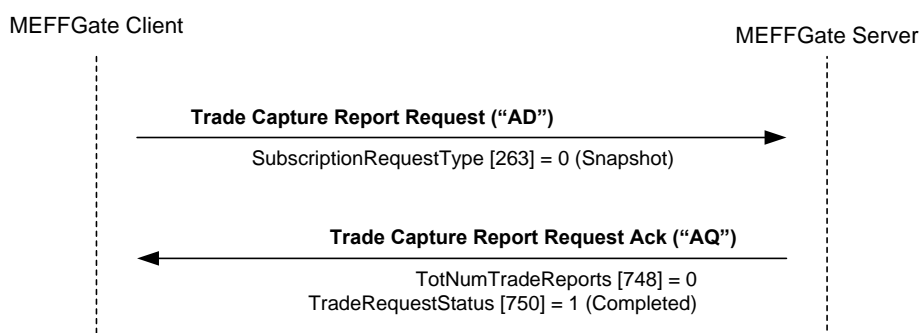 MEFFGate Client
MEFFGate Server
Trade Capture Report Request (“AD”)
SubscriptionRequestType [263] = 0 (Snapshot)
Trade Capture Report Request Ack (“AQ”)
TotNumTradeReports [748] = 0
TradeRequestStatus [750] = 1 (Completed)